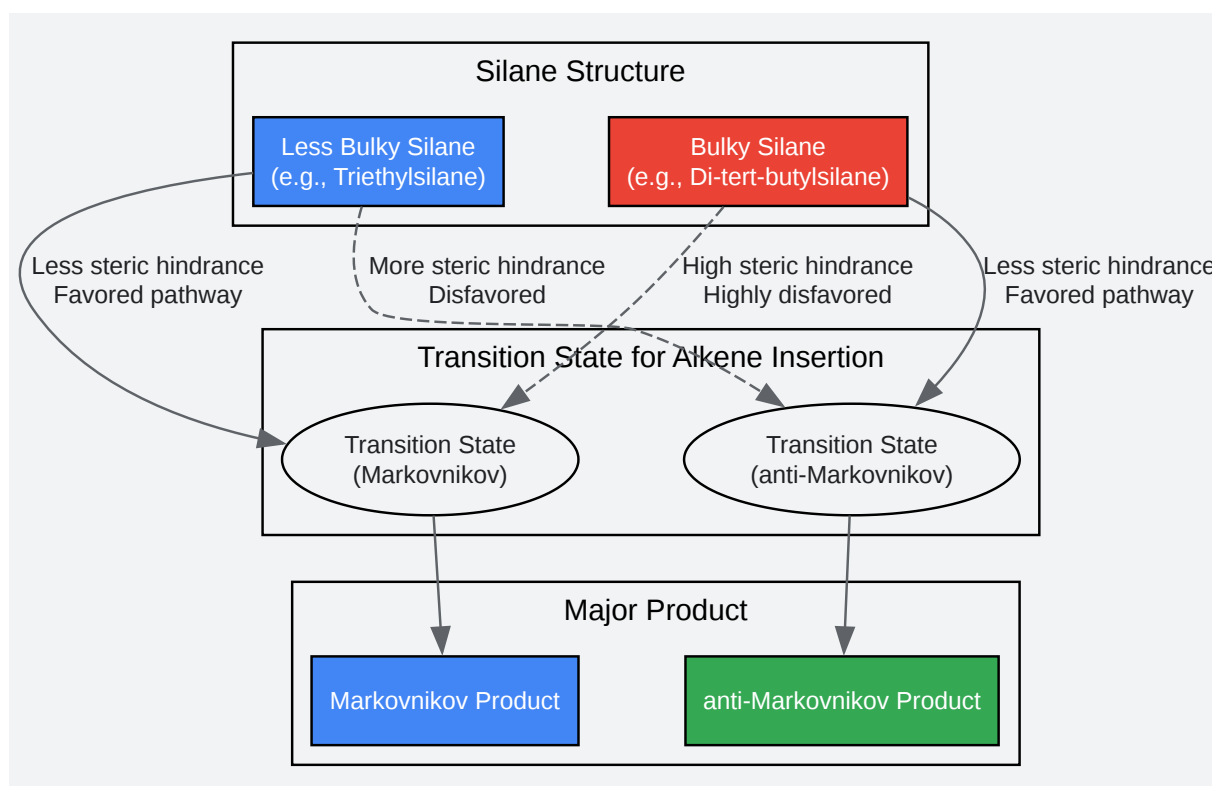 Silane Structure
Less Bulky Silane
(e.g., Triethylsilane)
Bulky Silane
(e.g., Di-tert-butylsilane)
Less steric hindrance
Favored pathway
More steric hindrance
Disfavored
High steric hindrance
Highly disfavored
Less steric hindrance
Favored pathway
Transition State for Alkene Insertion
Transition State
(Markovnikov)
Transition State
(anti-Markovnikov)
Major Product
Markovnikov Product
anti-Markovnikov Product